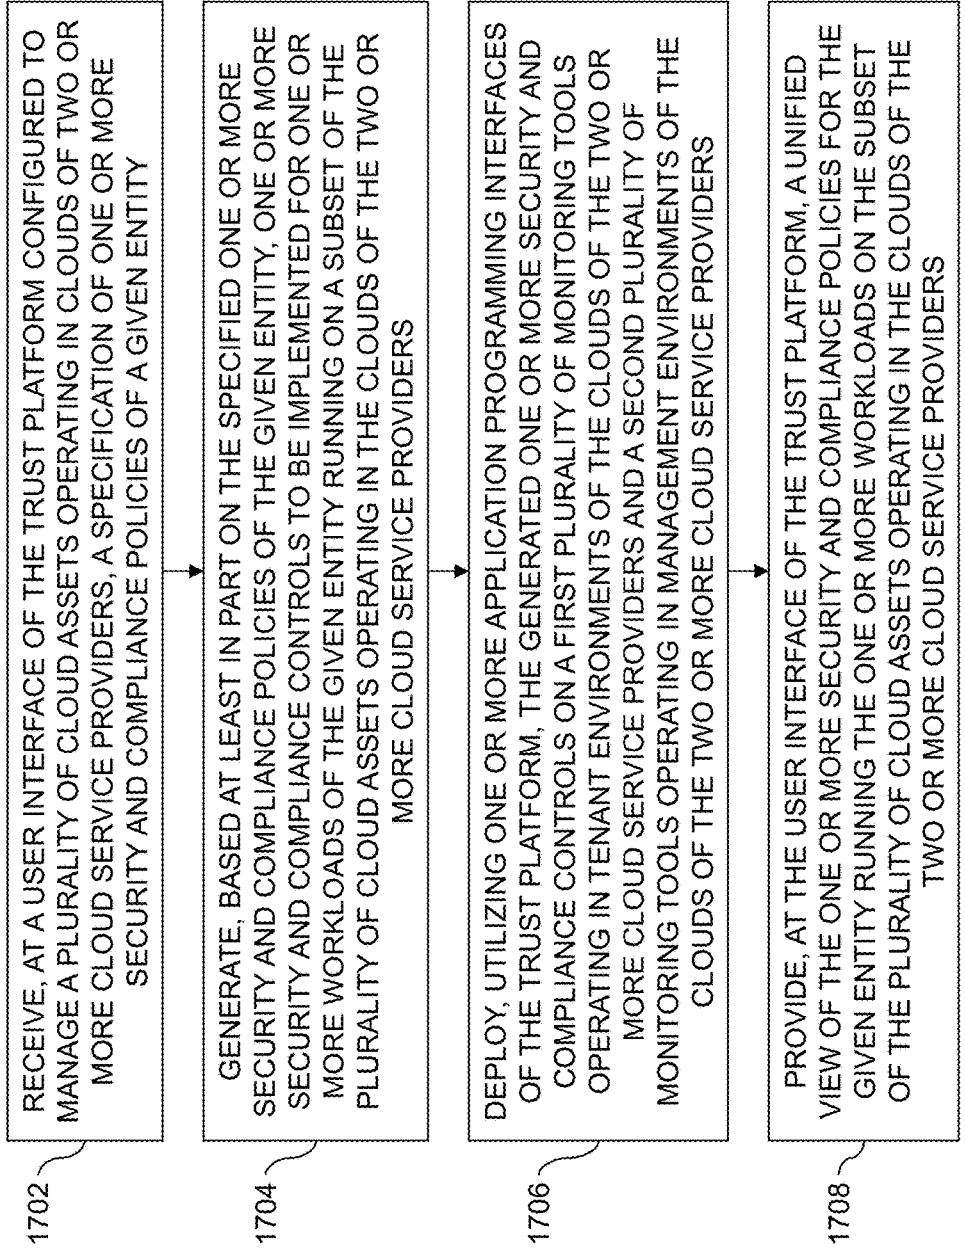 1702
RECEIVE, AT A USER INTERFACE OF THE TRUST PLATFORM CONFIGURED TO
MANAGE A PLURALITY OF CLOUD ASSETS OPERATING IN CLOUDS OF TWO OR
MORE CLOUD SERVICE PROVIDERS, A SPECIFICATION OF ONE OR MORE
SECURITY AND COMPLIANCE POLICIES OF A GIVEN ENTITY
1704
GENERATE, BASED AT LEAST IN PART ON THE SPECIFIED ONE OR MORE
SECURITY AND COMPLIANCE POLICIES OF THE GIVEN ENTITY, ONE OR MORE
SECURITY AND COMPLIANCE CONTROLS TO BE IMPLEMENTED FOR ONE OR
MORE WORKLOADS OF THE GIVEN ENTITY RUNNING ON A SUBSET OF THE
PLURALITY OF CLOUD ASSETS OPERATING IN THE CLOUDS OF THE TWO OR
MORE CLOUD SERVICE PROVIDERS
1706
DEPLOY, UTILIZING ONE OR MORE APPLICATION PROGRAMMING INTERFACES
OF THE TRUST PLATFORM, THE GENERATED ONE OR MORE SECURITY AND
COMPLIANCE CONTROLS ON A FIRST PLURALITY OF MONITORING TOOLS
OPERATING IN TENANT ENVIRONMENTS OF THE CLOUDS OF THE TWO OR
MORE CLOUD SERVICE PROVIDERS AND A SECOND PLURALITY OF
MONITORING TOOLS OPERATING IN MANAGEMENT ENVIRONMENTS OF THE
CLOUDS OF THE TWO OR MORE CLOUD SERVICE PROVIDERS
1708
PROVIDE, AT THE USER INTERFACE OF THE TRUST PLATFORM, A UNIFIED
VIEW OF THE ONE OR MORE SECURITY AND COMPLIANCE POLICIES FOR THE
GIVEN ENTITY RUNNING THE ONE OR MORE WORKLOADS ON THE SUBSET
OF THE PLURALITY OF CLOUD ASSETS OPERATING IN THE CLOUDS OF THE
TWO OR MORE CLOUD SERVICE PROVIDERS